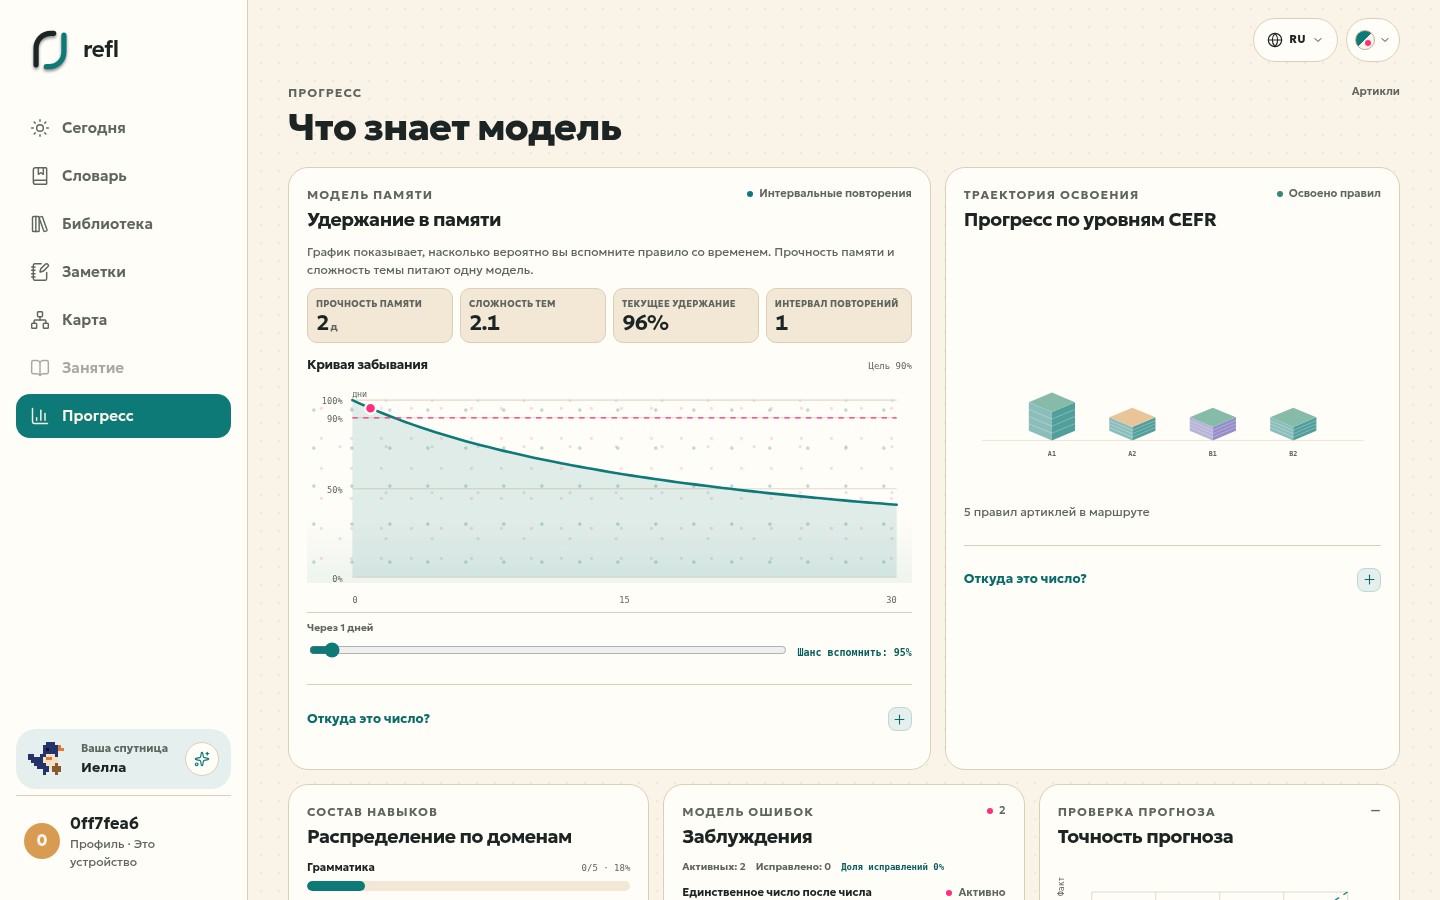 refl
RU
Сегодня
Словарь
Библиотека
Заметки
Карта
Занятие
Прогресс
Ваша спутница
Иелла
0
0ff7fea6
Профиль · Это
устройство
ПРОГРЕСС
Артикли
Что знает модель
МОДЕЛЬ ПАМЯТИ
Интервальные повторения
Удержание в памяти
График показывает, насколько вероятно вы вспомните правило со временем. Прочность памяти и
сложность темы питают одну модель.
ПРОЧНОСТЬ ПАМЯТИ
2 д
СЛОЖНОСТЬ ТЕМ
2.1
ТЕКУЩЕЕ УДЕРЖАНИЕ
96%
ИНТЕРВАЛ ПОВТОРЕНИЙ
1
Кривая забывания
Цель 90%
дни
100%
90%
50%
0%
0 15 30
Через 1 дней
Шанс вспомнить: 95%
Откуда это число?
ТРАЕКТОРИЯ ОСВОЕНИЯ
Освоено правил
Прогресс по уровням CEFR
A1 A2 B1 B2
5 правил артиклей в маршруте
Откуда это число?
СОСТАВ НАВЫКОВ
Распределение по доменам
Грамматика 0/5 · 18%
МОДЕЛЬ ОШИБОК
2
Заблуждения
Активных: 2 Исправлено: 0 Доля исправлений 0%
Единственное число после числа Активно
ПРОВЕРКА ПРОГНОЗА
—
Точность прогноза
Факт